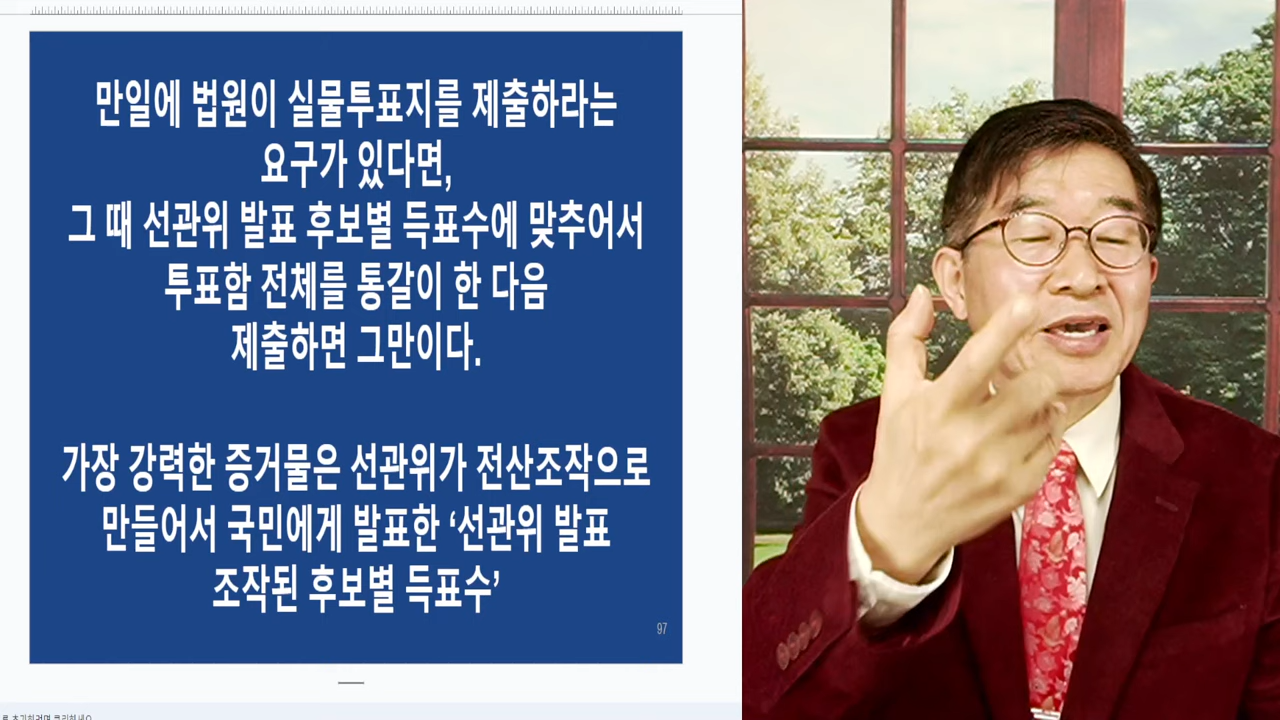 만일에 법원이 실물투표지를 제출하라는
요구가 있다면,
그 때 선관위 발표 후보별 득표수에 맞추어서
투표함 전체를 통갈이 한 다음
제출하면 그만이다.
가장 강력한 증거물은 선관위가 전산조작으로
만들어서 국민에게 발표한 ‘선관위 발표
조작된 후보별 득표수’
97